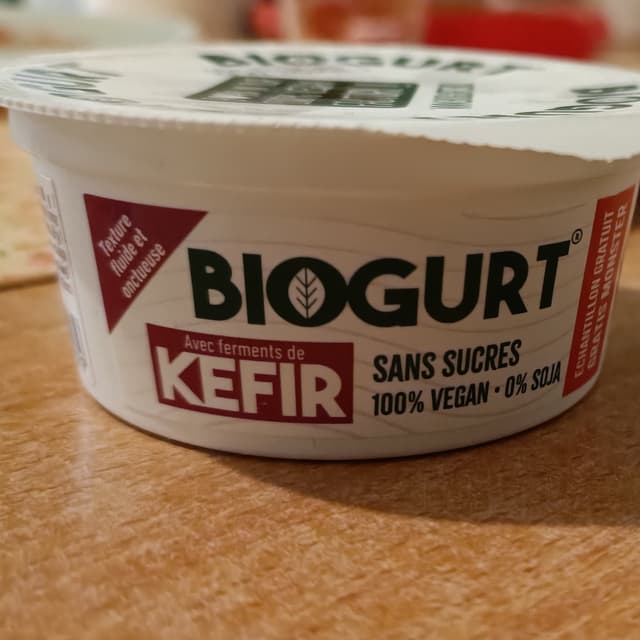 BIOGURT
Texture
fluide et
onctueuse
BIOGURT®
Avec ferments de
KEFIR
SANS SUCRES
100% VEGAN • 0% SOJA
ECHANTILLON GRATUIT
GRATIS MONSTER